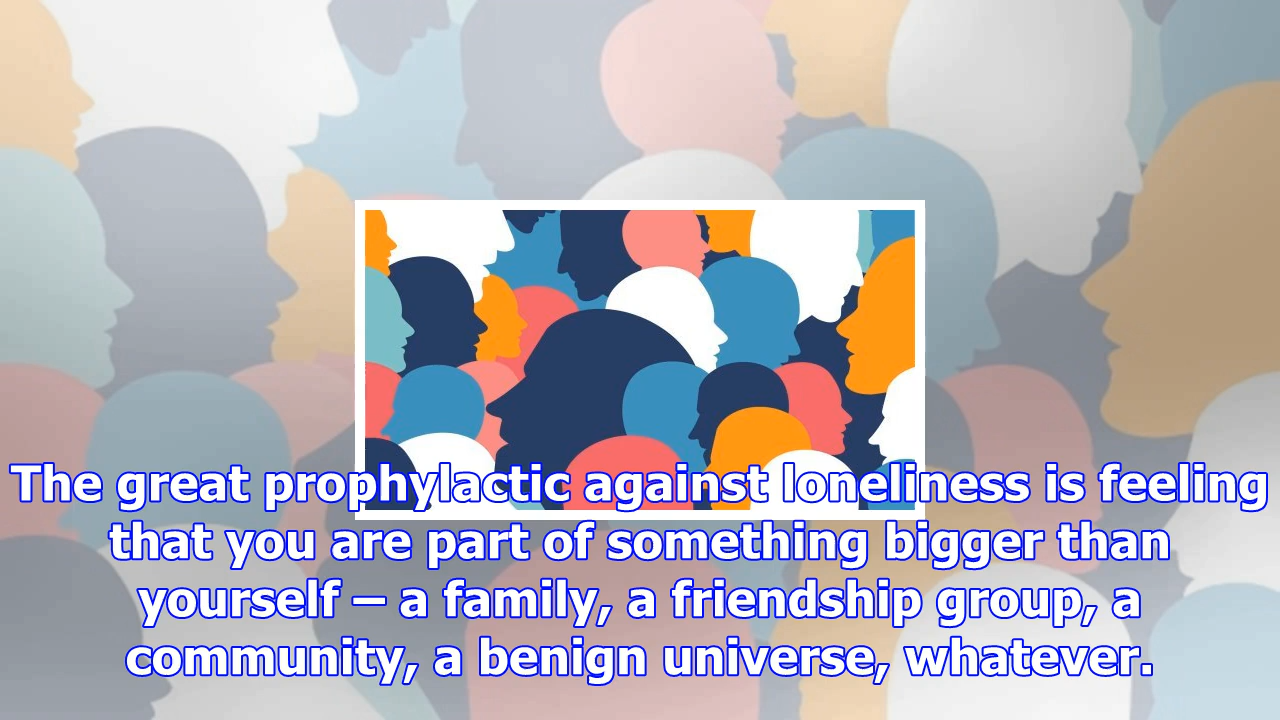 The great prophylactic against loneliness is feeling
that you are part of something bigger than
yourself – a family, a friendship group, a
community, a benign universe, whatever.